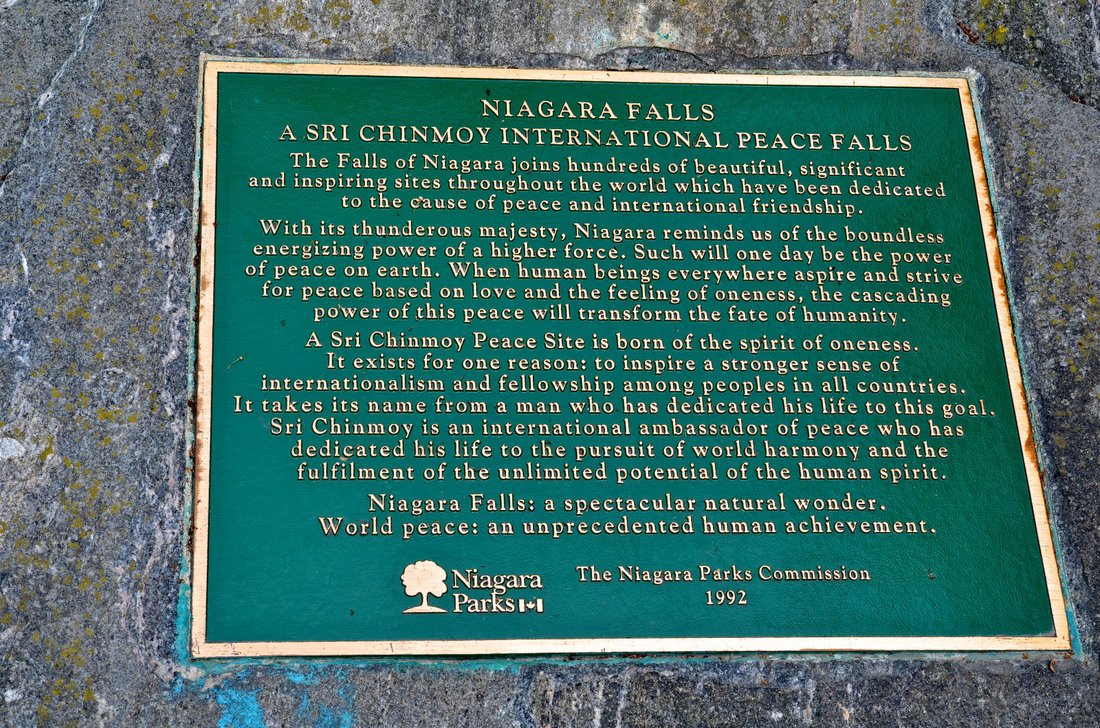 NIAGARA FALLS
A SRI CHINMOY INTERNATIONAL PEACE FALLS
The Falls of Niagara joins hundreds of beautiful, significant
and inspiring sites throughout the world which have been dedicated
to the cause of peace and international friendship.
With its thunderous majesty, Niagara reminds us of the boundless
energizing power of a higher force. Such will one day be the power
of peace on earth. When human beings everywhere aspire and strive
for peace based on love and the feeling of oneness, the cascading
power of this peace will transform the fate of humanity.
A Sri Chinmoy Peace Site is born of the spirit of oneness.
It exists for one reason: to inspire a stronger sense of
internationalism and fellowship among peoples in all countries.
It takes its name from a man who has dedicated his life to this goal.
Sri Chinmoy is an international ambassador of peace who has
dedicated his life to the pursuit of world harmony and the
fulfilment of the unlimited potential of the human spirit.
Niagara Falls: a spectacular natural wonder.
World peace: an unprecedented human achievement.
Niagara
Parks
The Niagara Parks Commission
1992